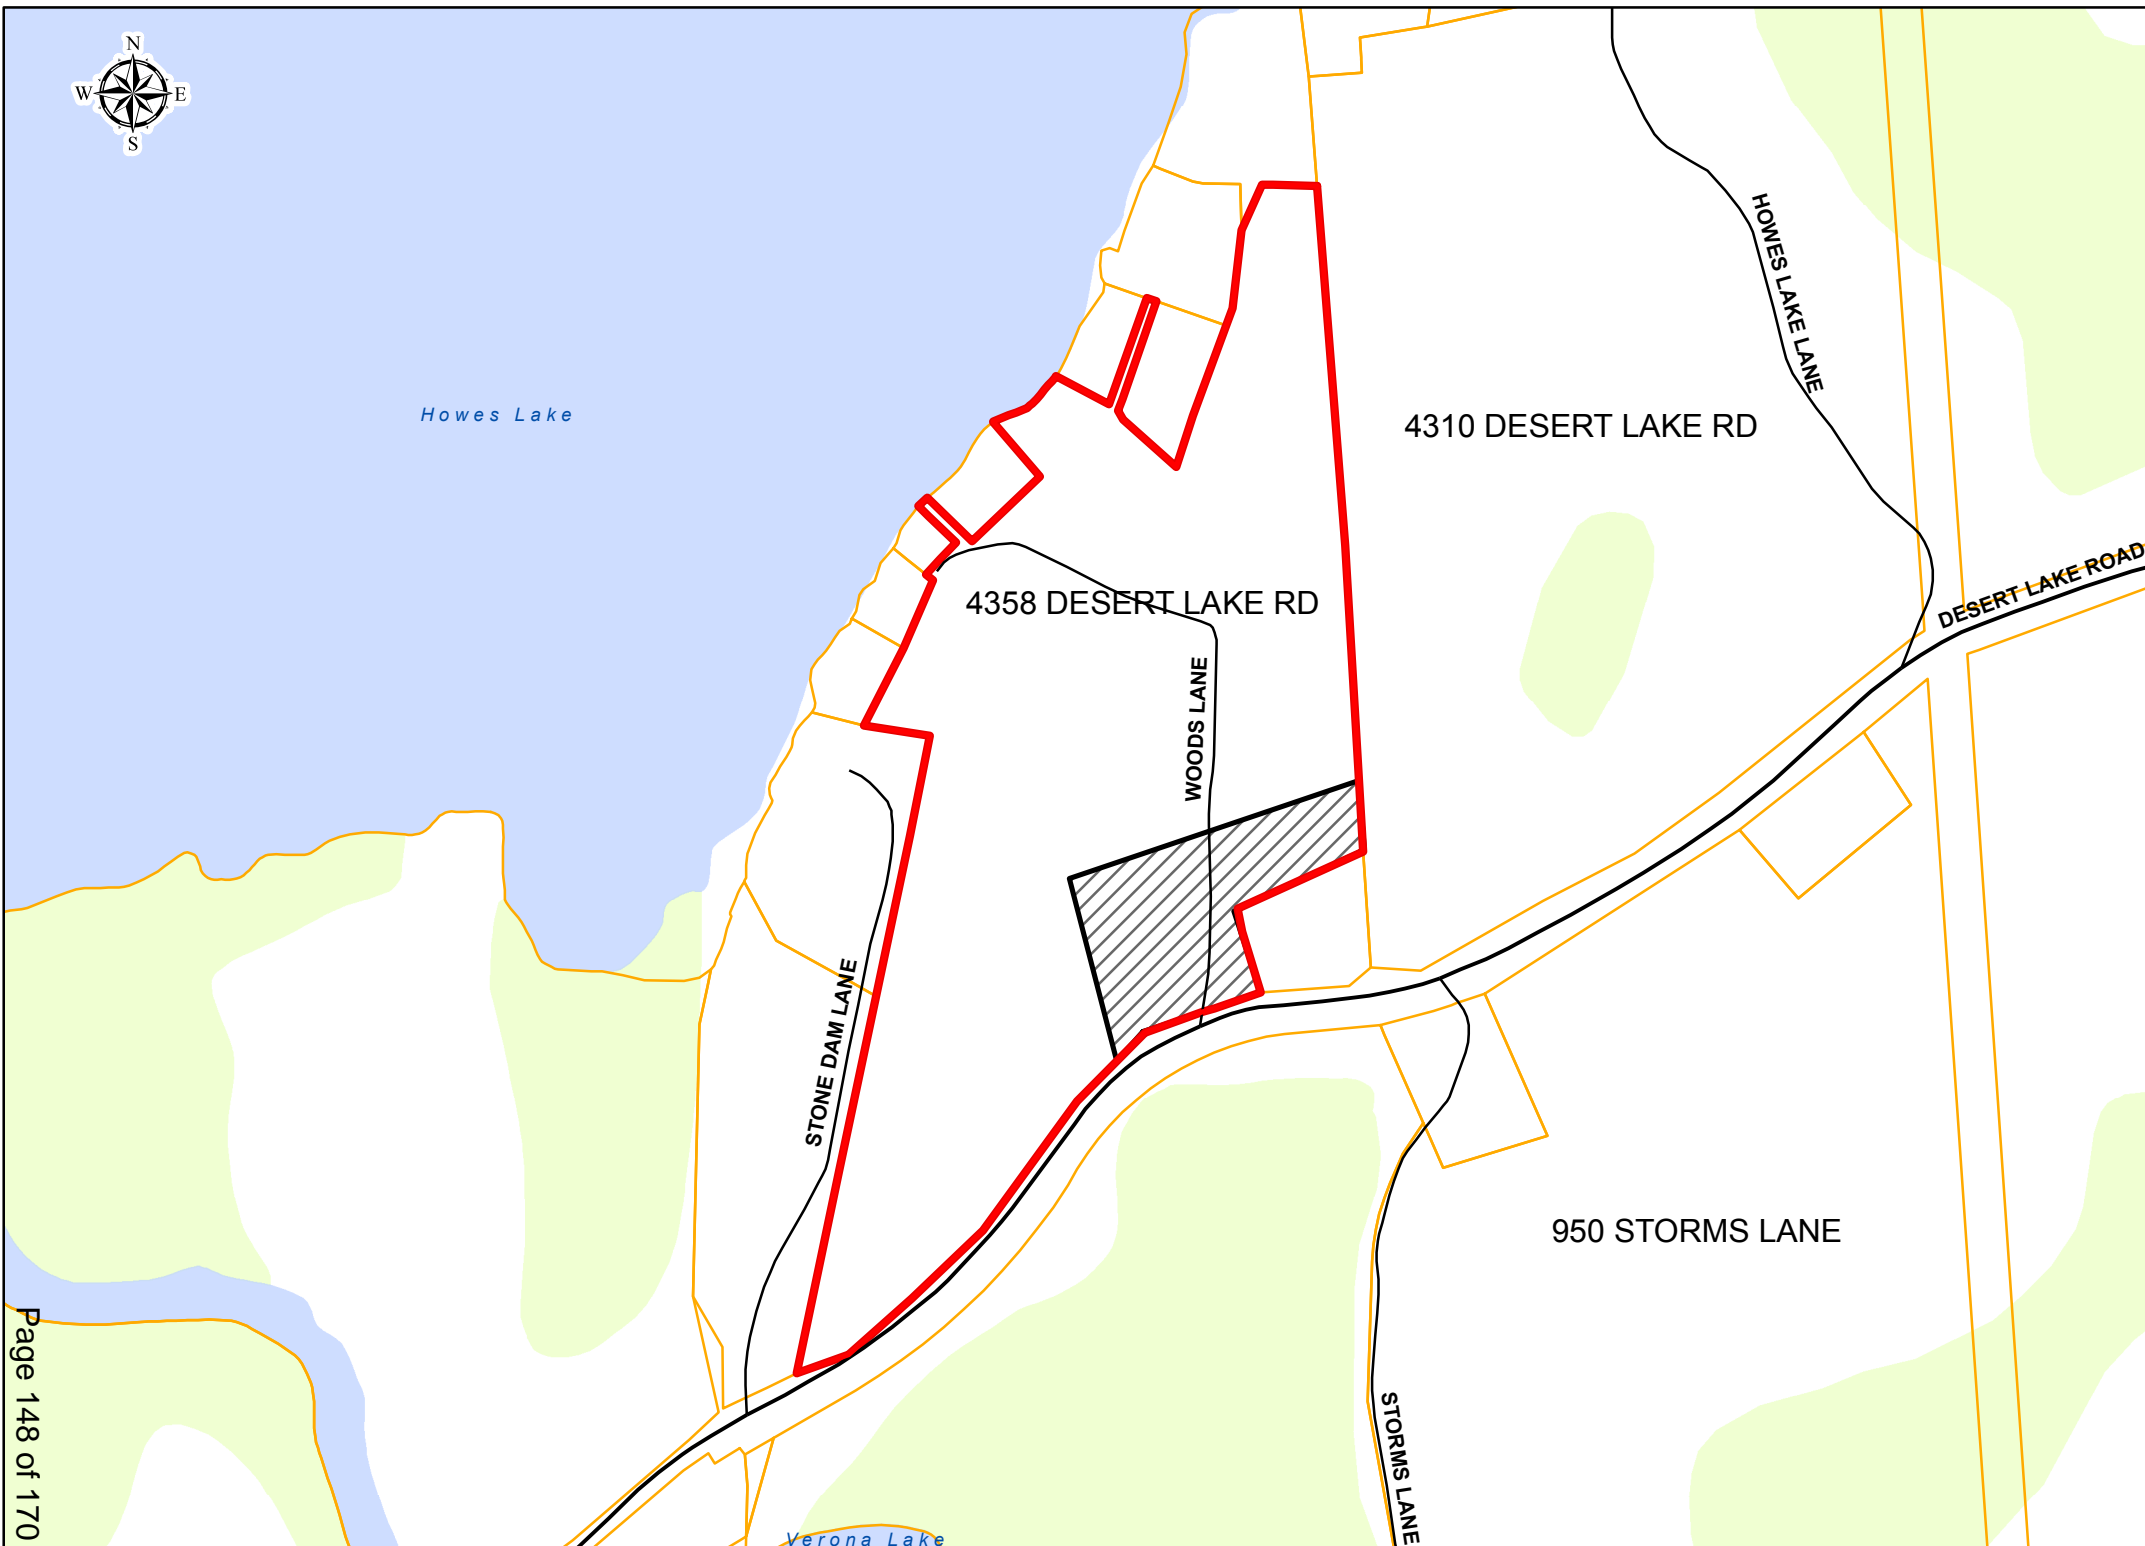 N
W E
S
HOWES LAKE LANE
Howes Lake
4310 DESERT LAKE RD
DESERT LAKE ROAD
4358 DESERT LAKE RD
WOODS LANE
STONE DAM LANE
950 STORMS LANE
STORMS LANE
Verona Lake
Page 148 of 170